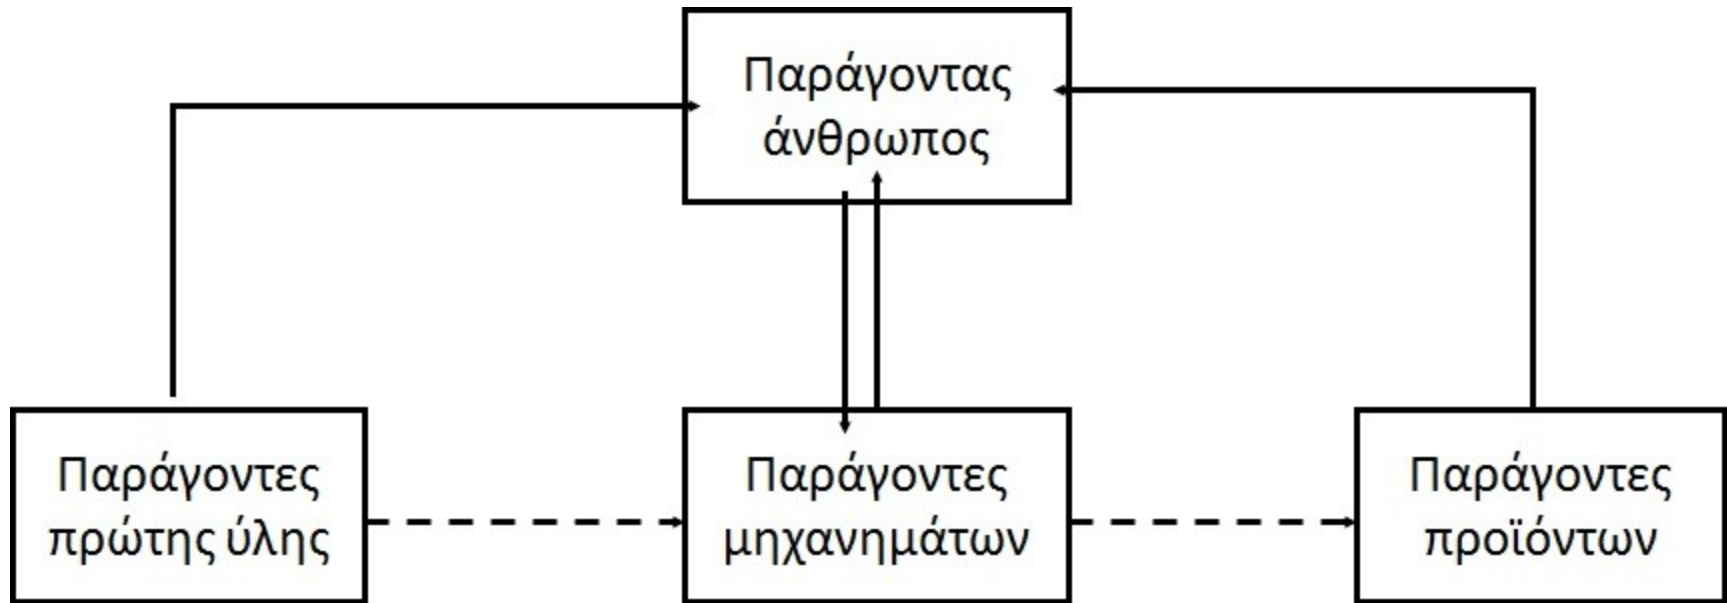 Παράγοντας
άνθρωπος
Παράγοντες
πρώτης ύλης
Παράγοντες
μηχανημάτων
Παράγοντες
προϊόντων